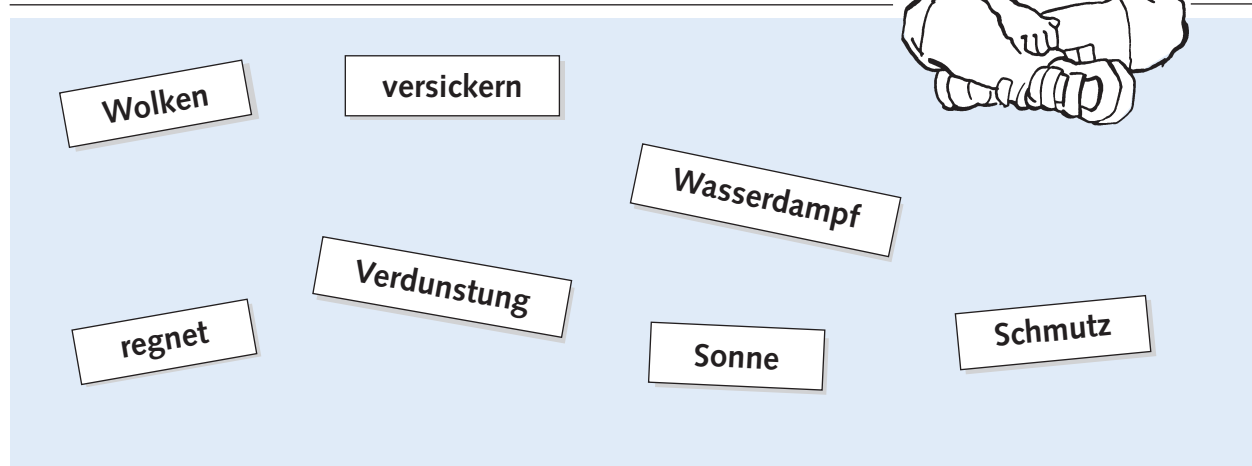 Wolken
versickern
Wasserdampf
Verdunstung
regnet
Sonne
Schmutz